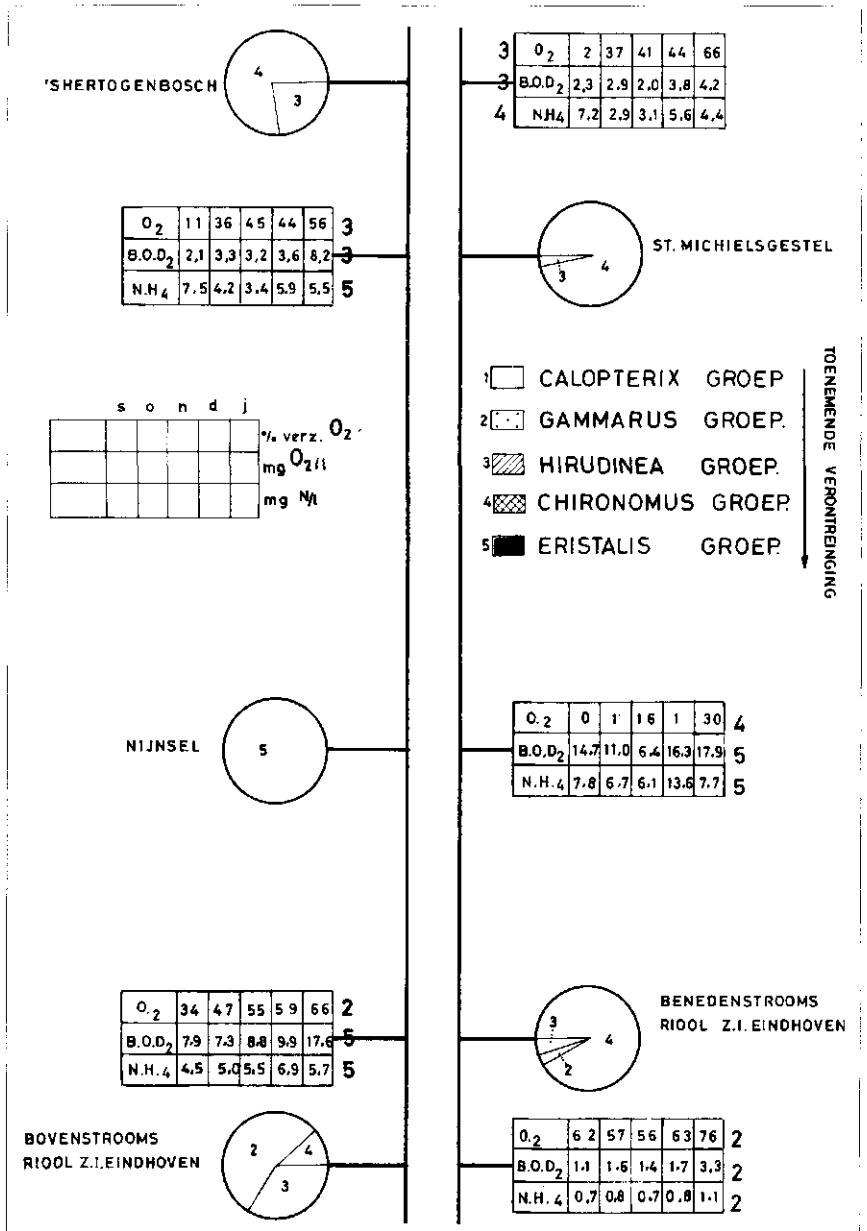 'SHERTOGENBOSCH
4
3
3 O2 2 37 41 44 66
3 B.O.D2 2,3 2.9 2.0 3,8 4.2
4 N.H4 7,2 2.9 3.1 5.6 4,4
O2 11 36 45 44 56 3
B.O.D2 2,1 3,3 3,2 3,6 8,2 3
N.H4 7.5 4.2 3.4 5.9 5,5 5
ST. MICHIELSGESTEL
3
4
s o n d j
% verz. O2
mg O2/l
mg N/l
1 CALOPTERIX GROEP
2 GAMMARUS GROEP.
3 HIRUDINEA GROEP.
4 CHIRONOMUS GROEP.
5 ERISTALIS GROEP.
TOENEMENDE VERONTREINGING
NIJNSEL
5
O.2 0 1 16 1 30 4
B.O.D2 14,7 11,0 6.4 16,3 17,9 5
N.H.4 7.8 6.7 6.1 13.6 7.7 5
O.2 34 47 55 59 66 2
B.O.D2 7.9 7.3 8.8 9.9 17.6 5
N.H.4 4.5 5.0 5.5 6.9 5.7 5
BENEDENSTROOMS
RIOOL Z.I.EINDHOVEN
3
4
2
BOVENSTROOMS
RIOOL Z.I.EINDHOVEN
2
4
3
O.2 62 57 56 63 76 2
B.O.D2 1.1 1.6 1.4 1.7 3,3 2
N.H.4 0,7 0,8 0.7 0.8 1.1 2